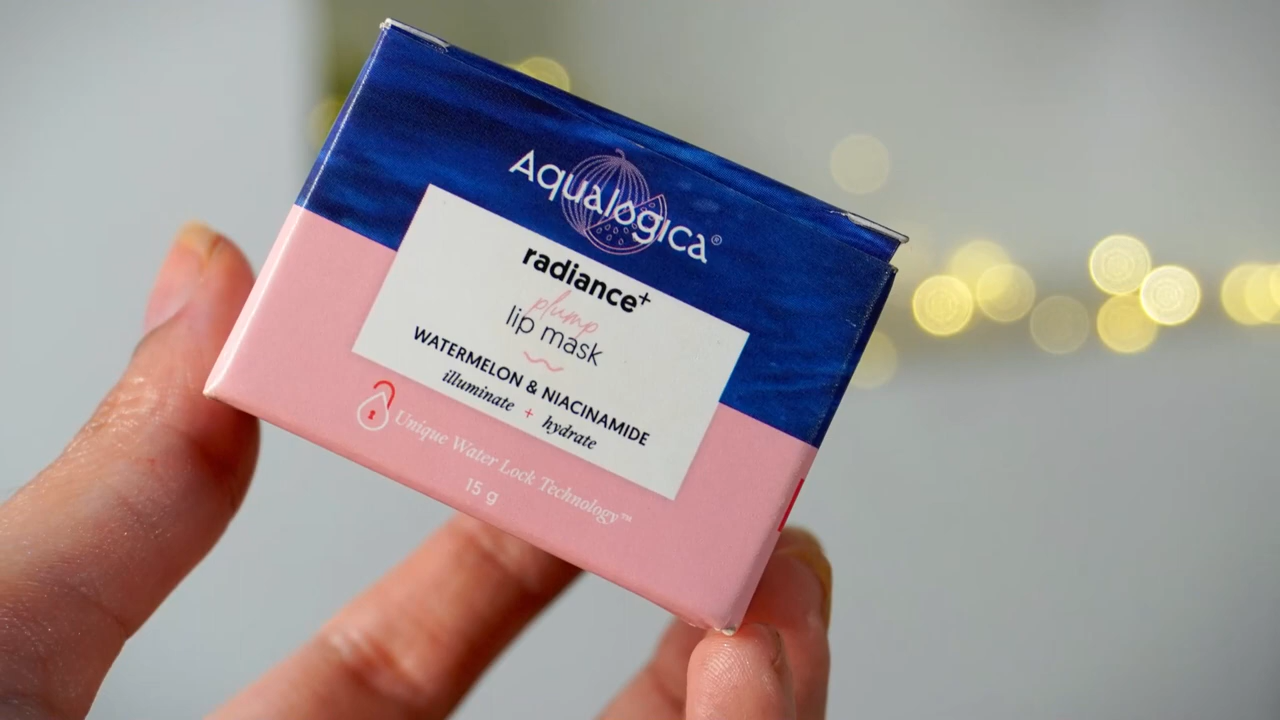 Aqualogica®
radiance+
plump
lip mask
WATERMELON & NIACINAMIDE
illuminate + hydrate
Unique Water Lock Technology™
15 g